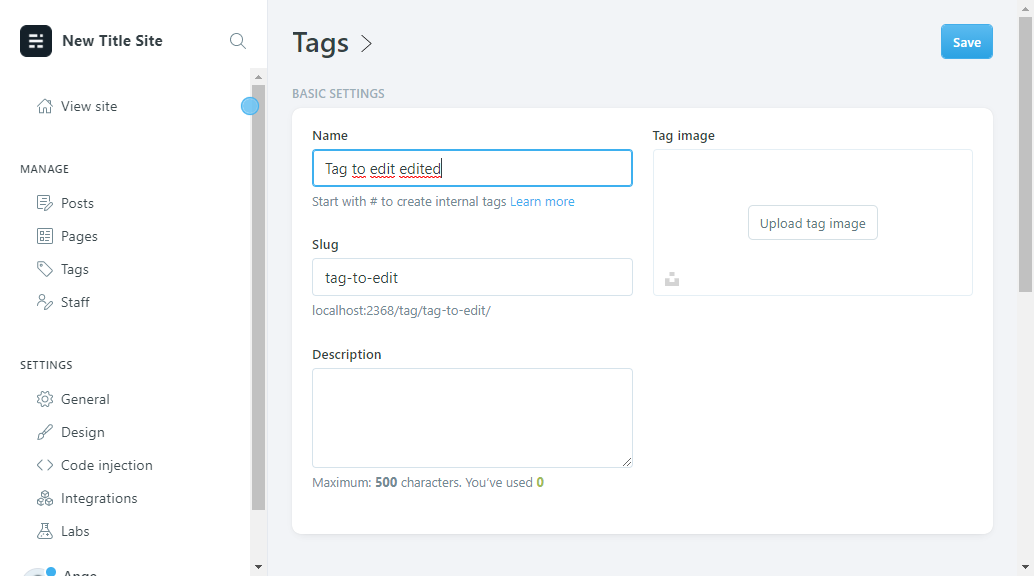 New Title Site
View site
MANAGE
Posts
Pages
Tags
Staff
SETTINGS
General
Design
Code injection
Integrations
Labs
Tags
Save
BASIC SETTINGS
Name
Tag to edit edited
Start with # to create internal tags Learn more
Slug
tag-to-edit
localhost:2368/tag/tag-to-edit/
Description
Maximum: 500 characters. You've used 0
Tag image
Upload tag image